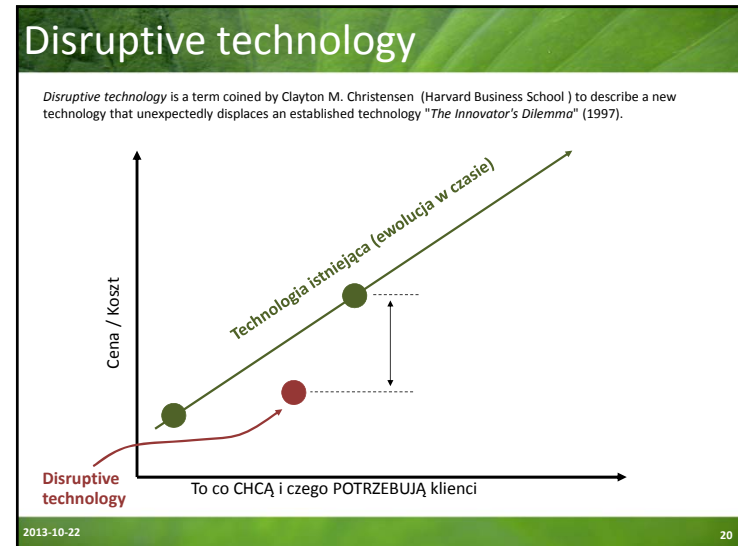 Disruptive technology
Disruptive technology is a term coined by Clayton M. Christensen (Harvard Business School ) to describe a new
technology that unexpectedly displaces an established technology "The Innovator's Dilemma" (1997).
Technologia istniejąca (ewolucja w czasie)
Cena / Koszt
Disruptive
technology
To co CHCĄ i czego POTRZEBUJĄ klienci
2013-10-22
20